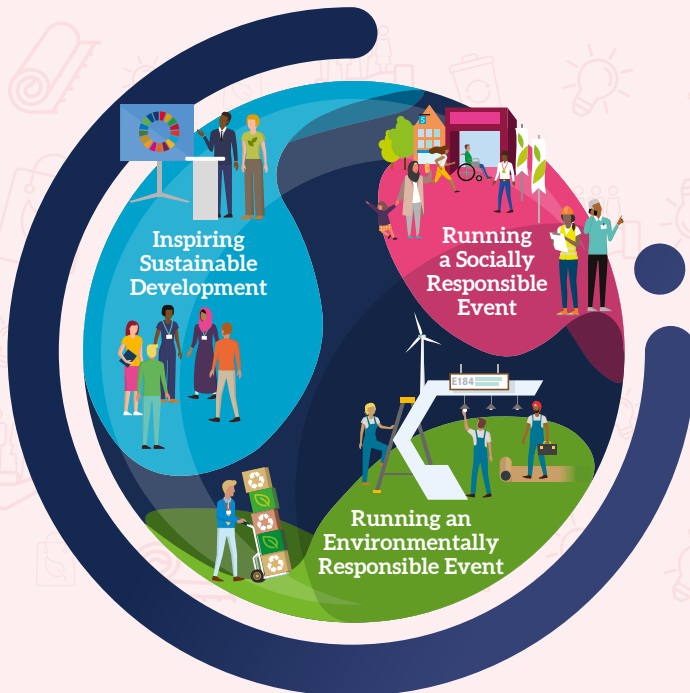 Inspiring
Sustainable
Development
S
Running
a Socially
Responsible
Event
E184
Running an
Environmentally
Responsible Event